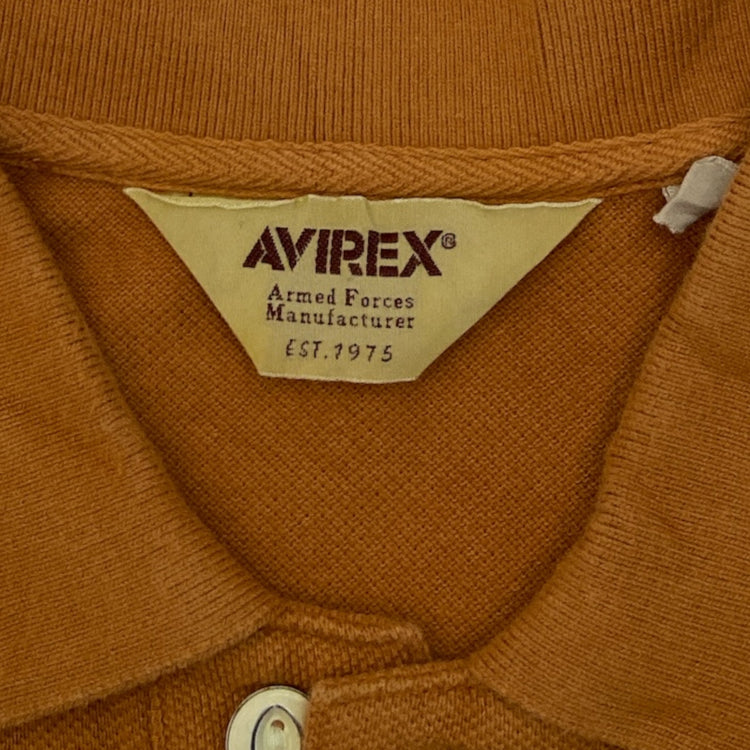 AVIREX®
Armed Forces
Manufacturer
EST. 1975